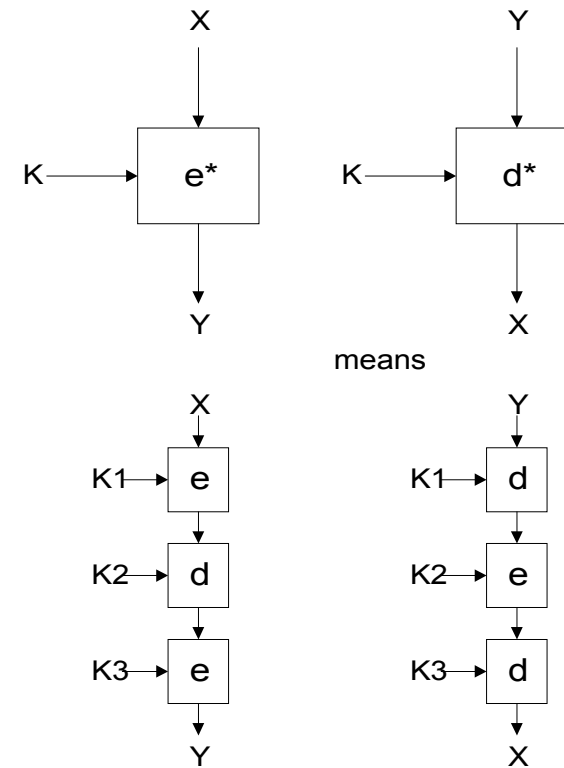 X Y
K e* K d*
Y X
means
X Y
K1 e K1 d
K2 d K2 e
K3 e K3 d
Y X